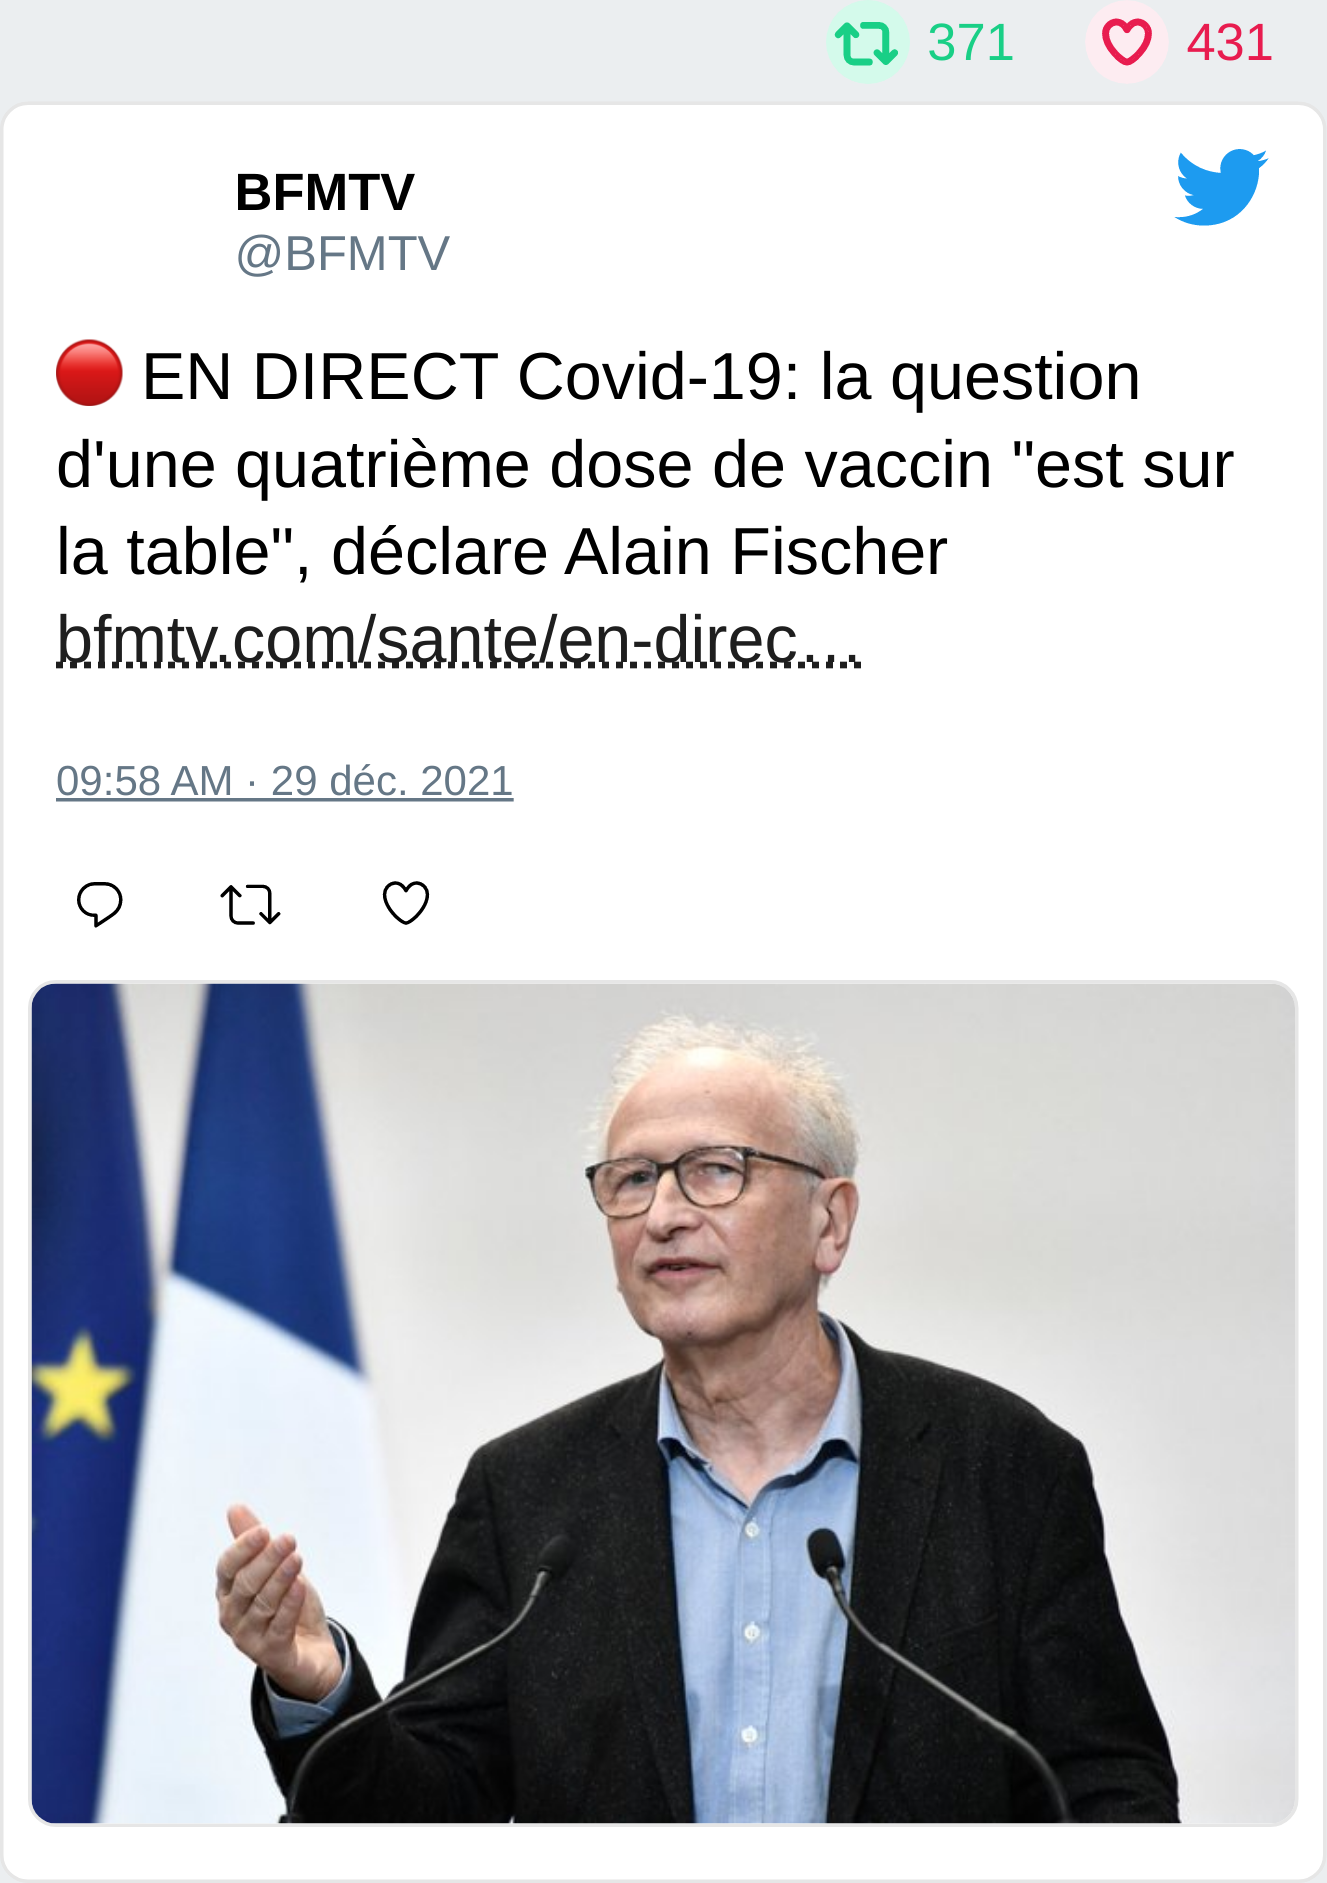 371 431
BFMTV
@BFMTV
🔴 EN DIRECT Covid-19: la question
d'une quatrième dose de vaccin "est sur
la table", déclare Alain Fischer
bfmtv.com/sante/en-direc…
09:58 AM · 29 déc. 2021